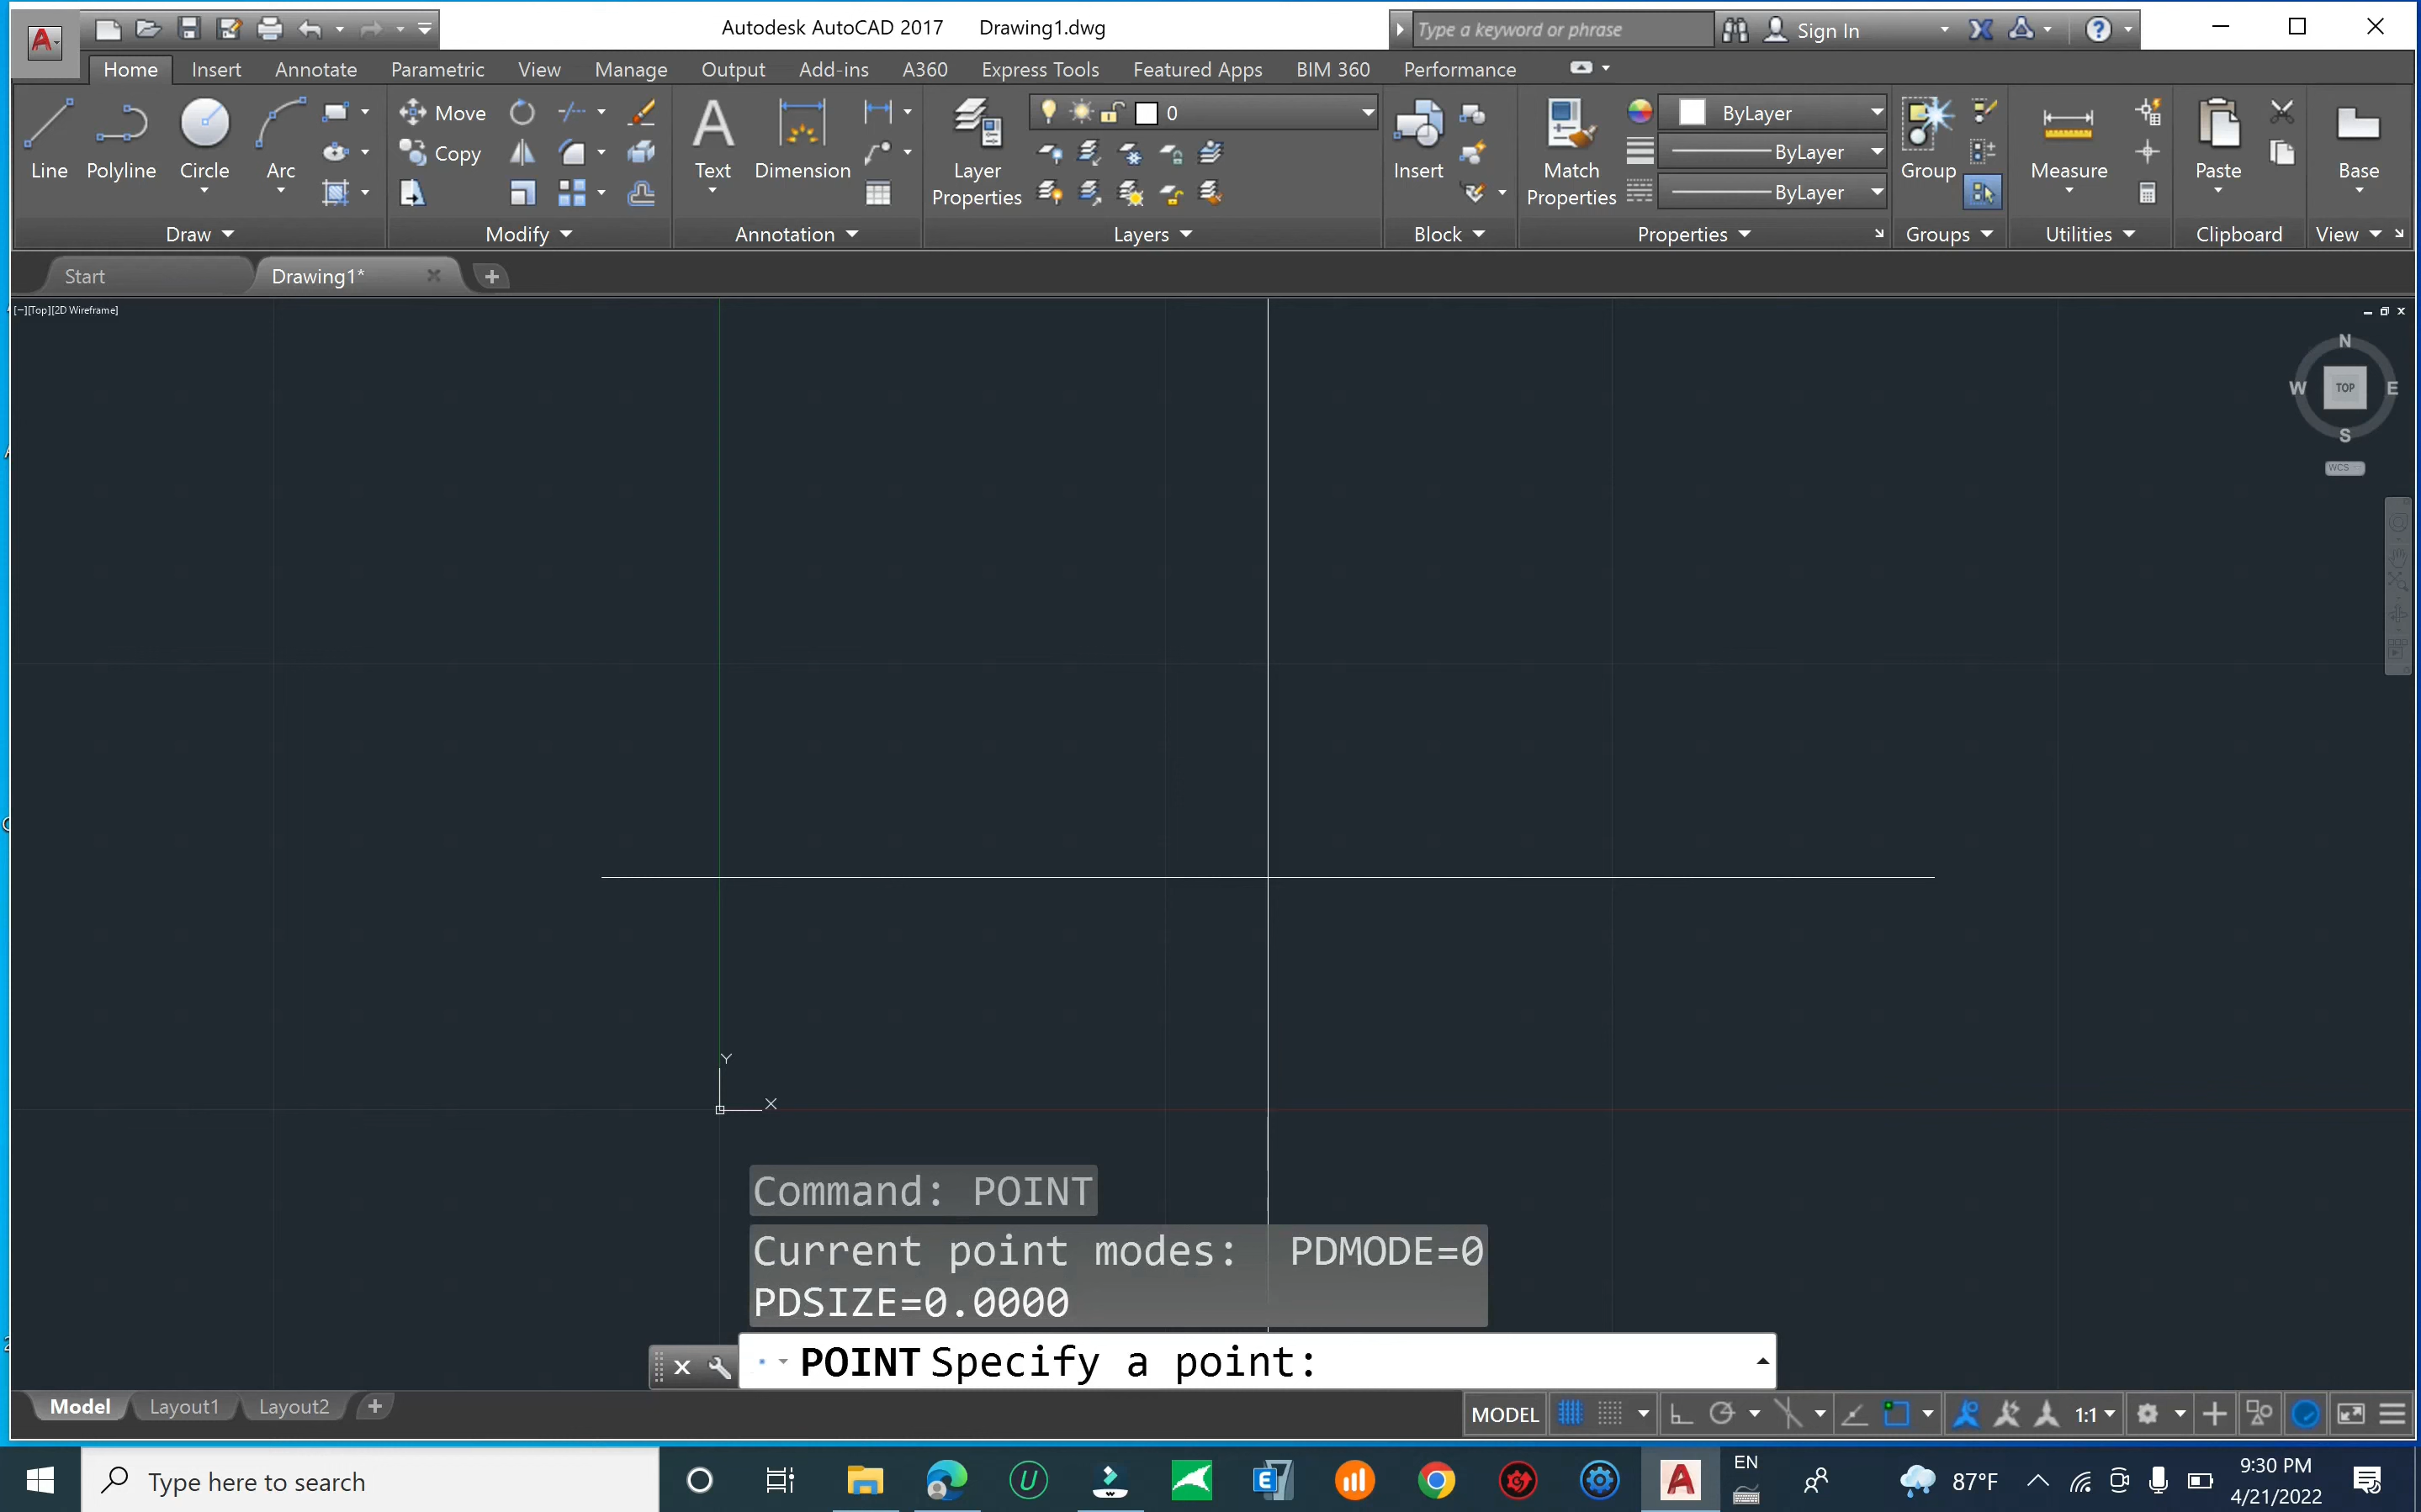 Autodesk AutoCAD 2017 Drawing1.dwg
Type a keyword or phrase
Sign In
Home Insert Annotate Parametric View Manage Output Add-ins A360 Express Tools Featured Apps BIM 360 Performance
Line Polyline Circle Arc
Move
Copy
Text Dimension
Layer Properties
0
Insert
Match Properties
ByLayer
ByLayer
ByLayer
Group
Measure
Paste
Base
Draw Modify Annotation Layers Block Properties Groups Utilities Clipboard View
Start Drawing1*
[−][Top][2D Wireframe]
N
W TOP E
S
WCS
Y
X
Command: POINT
Current point modes: PDMODE=0
PDSIZE=0.0000
POINT Specify a point:
Model Layout1 Layout2
MODEL 1:1
Type here to search
EN
87°F
9:30 PM
4/21/2022